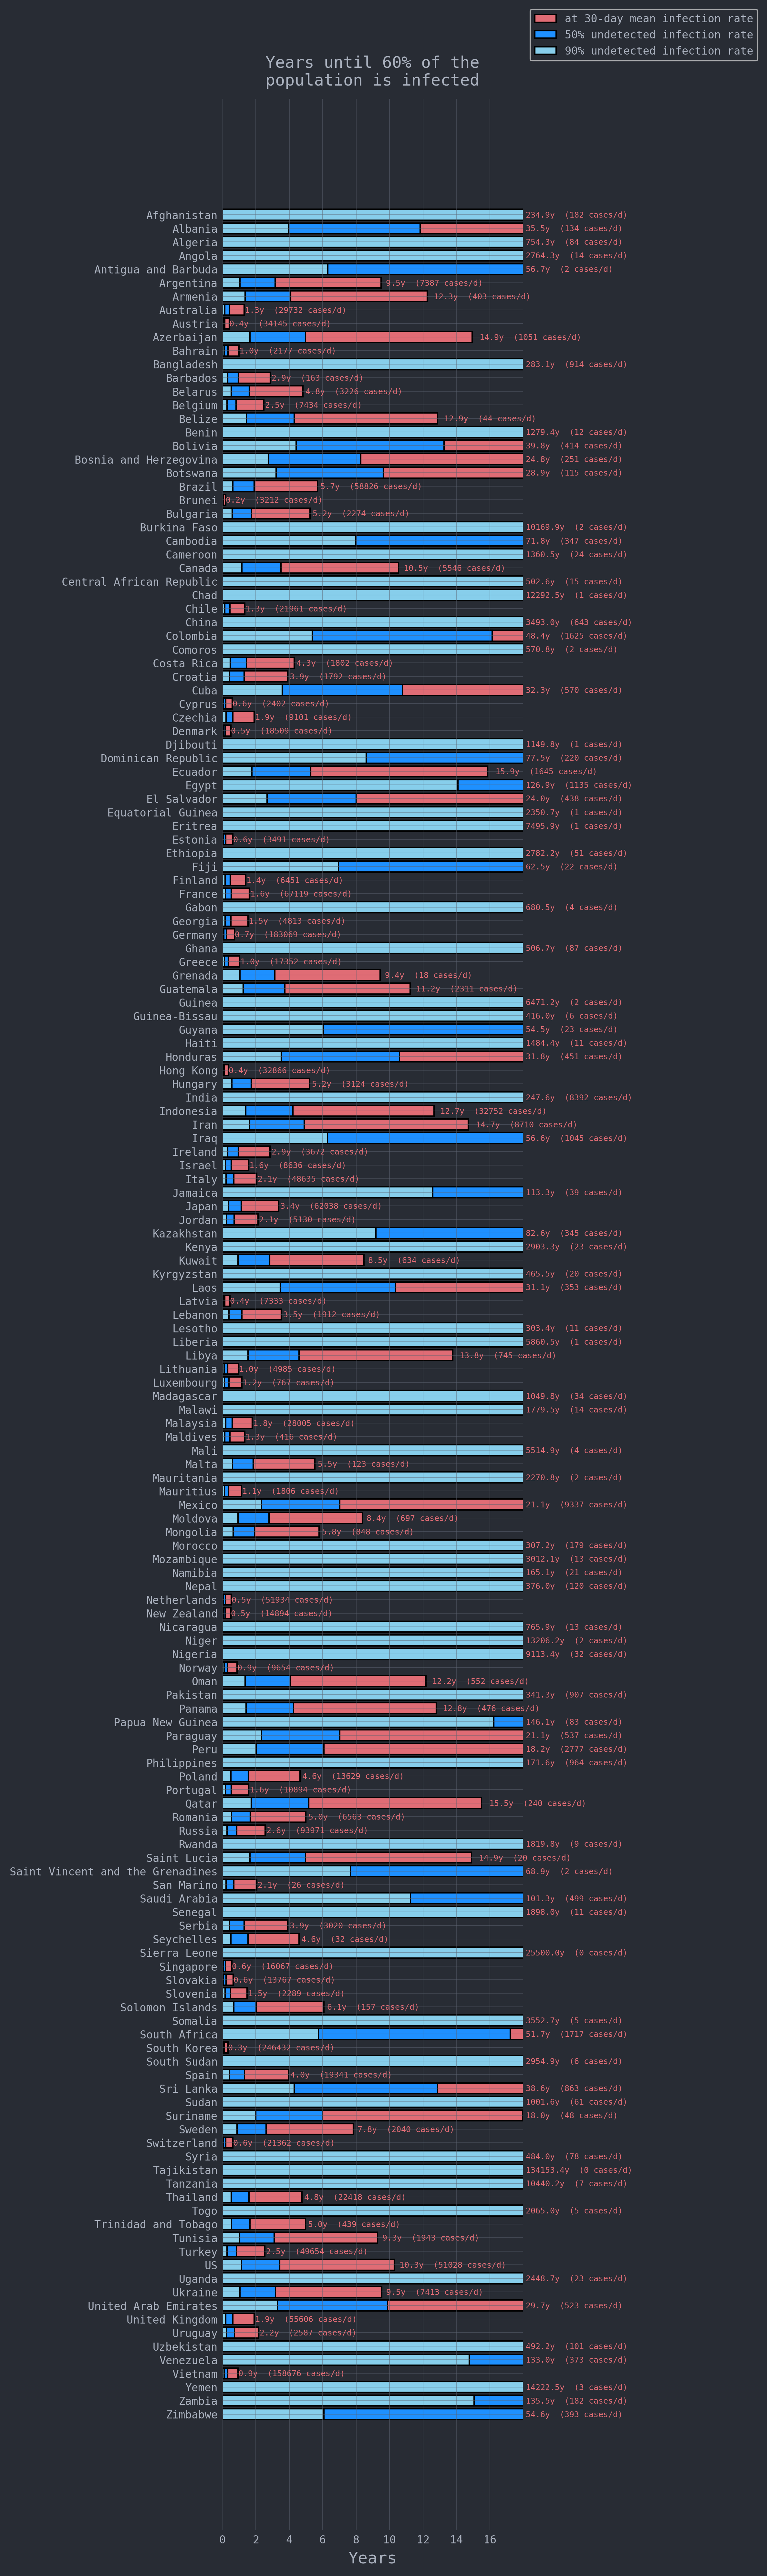 at 30-day mean infection rate
50% undetected infection rate
90% undetected infection rate
Years until 60% of the
population is infected
Afghanistan 234.9y (182 cases/d)
Albania 35.5y (134 cases/d)
Algeria 754.3y (84 cases/d)
Angola 2764.3y (14 cases/d)
Antigua and Barbuda 56.7y (2 cases/d)
Argentina 9.5y (7387 cases/d)
Armenia 12.3y (403 cases/d)
Australia 1.3y (29732 cases/d)
Austria 0.4y (34145 cases/d)
Azerbaijan 14.9y (1051 cases/d)
Bahrain 1.0y (2177 cases/d)
Bangladesh 283.1y (914 cases/d)
Barbados 2.9y (163 cases/d)
Belarus 4.8y (3226 cases/d)
Belgium 2.5y (7434 cases/d)
Belize 12.9y (44 cases/d)
Benin 1279.4y (12 cases/d)
Bolivia 39.8y (414 cases/d)
Bosnia and Herzegovina 24.8y (251 cases/d)
Botswana 28.9y (115 cases/d)
Brazil 5.7y (58826 cases/d)
Brunei 0.2y (3212 cases/d)
Bulgaria 5.2y (2274 cases/d)
Burkina Faso 10169.9y (2 cases/d)
Cambodia 71.8y (347 cases/d)
Cameroon 1360.5y (24 cases/d)
Canada 10.5y (5546 cases/d)
Central African Republic 502.6y (15 cases/d)
Chad 12292.5y (1 cases/d)
Chile 1.3y (21961 cases/d)
China 3493.0y (643 cases/d)
Colombia 48.4y (1625 cases/d)
Comoros 570.8y (2 cases/d)
Costa Rica 4.3y (1802 cases/d)
Croatia 3.9y (1792 cases/d)
Cuba 32.3y (570 cases/d)
Cyprus 0.6y (2402 cases/d)
Czechia 1.9y (9101 cases/d)
Denmark 0.5y (18509 cases/d)
Djibouti 1149.8y (1 cases/d)
Dominican Republic 77.5y (220 cases/d)
Ecuador 15.9y (1645 cases/d)
Egypt 126.9y (1135 cases/d)
El Salvador 24.0y (438 cases/d)
Equatorial Guinea 2350.7y (1 cases/d)
Eritrea 7495.9y (1 cases/d)
Estonia 0.6y (3491 cases/d)
Ethiopia 2782.2y (51 cases/d)
Fiji 62.5y (22 cases/d)
Finland 1.4y (6451 cases/d)
France 1.6y (67119 cases/d)
Gabon 680.5y (4 cases/d)
Georgia 1.5y (4813 cases/d)
Germany 0.7y (183069 cases/d)
Ghana 506.7y (87 cases/d)
Greece 1.0y (17352 cases/d)
Grenada 9.4y (18 cases/d)
Guatemala 11.2y (2311 cases/d)
Guinea 6471.2y (2 cases/d)
Guinea-Bissau 416.0y (6 cases/d)
Guyana 54.5y (23 cases/d)
Haiti 1484.4y (11 cases/d)
Honduras 31.8y (451 cases/d)
Hong Kong 0.4y (32866 cases/d)
Hungary 5.2y (3124 cases/d)
India 247.6y (8392 cases/d)
Indonesia 12.7y (32752 cases/d)
Iran 14.7y (8710 cases/d)
Iraq 56.6y (1045 cases/d)
Ireland 2.9y (3672 cases/d)
Israel 1.6y (8636 cases/d)
Italy 2.1y (48635 cases/d)
Jamaica 113.3y (39 cases/d)
Japan 3.4y (62038 cases/d)
Jordan 2.1y (5130 cases/d)
Kazakhstan 82.6y (345 cases/d)
Kenya 2903.3y (23 cases/d)
Kuwait 8.5y (634 cases/d)
Kyrgyzstan 465.5y (20 cases/d)
Laos 31.1y (353 cases/d)
Latvia 0.4y (7333 cases/d)
Lebanon 3.5y (1912 cases/d)
Lesotho 303.4y (11 cases/d)
Liberia 5860.5y (1 cases/d)
Libya 13.8y (745 cases/d)
Lithuania 1.0y (4985 cases/d)
Luxembourg 1.2y (767 cases/d)
Madagascar 1049.8y (34 cases/d)
Malawi 1779.5y (14 cases/d)
Malaysia 1.8y (28005 cases/d)
Maldives 1.3y (416 cases/d)
Mali 5514.9y (4 cases/d)
Malta 5.5y (123 cases/d)
Mauritania 2270.8y (2 cases/d)
Mauritius 1.1y (1806 cases/d)
Mexico 21.1y (9337 cases/d)
Moldova 8.4y (697 cases/d)
Mongolia 5.8y (848 cases/d)
Morocco 307.2y (179 cases/d)
Mozambique 3012.1y (13 cases/d)
Namibia 165.1y (21 cases/d)
Nepal 376.0y (120 cases/d)
Netherlands 0.5y (51934 cases/d)
New Zealand 0.5y (14894 cases/d)
Nicaragua 765.9y (13 cases/d)
Niger 13206.2y (2 cases/d)
Nigeria 9113.4y (32 cases/d)
Norway 0.9y (9654 cases/d)
Oman 12.2y (552 cases/d)
Pakistan 341.3y (907 cases/d)
Panama 12.8y (476 cases/d)
Papua New Guinea 146.1y (83 cases/d)
Paraguay 21.1y (537 cases/d)
Peru 18.2y (2777 cases/d)
Philippines 171.6y (964 cases/d)
Poland 4.6y (13629 cases/d)
Portugal 1.6y (10894 cases/d)
Qatar 15.5y (240 cases/d)
Romania 5.0y (6563 cases/d)
Russia 2.6y (93971 cases/d)
Rwanda 1819.8y (9 cases/d)
Saint Lucia 14.9y (20 cases/d)
Saint Vincent and the Grenadines 68.9y (2 cases/d)
San Marino 2.1y (26 cases/d)
Saudi Arabia 101.3y (499 cases/d)
Senegal 1898.0y (11 cases/d)
Serbia 3.9y (3020 cases/d)
Seychelles 4.6y (32 cases/d)
Sierra Leone 25500.0y (0 cases/d)
Singapore 0.6y (16067 cases/d)
Slovakia 0.6y (13767 cases/d)
Slovenia 1.5y (2289 cases/d)
Solomon Islands 6.1y (157 cases/d)
Somalia 3552.7y (5 cases/d)
South Africa 51.7y (1717 cases/d)
South Korea 0.3y (246432 cases/d)
South Sudan 2954.9y (6 cases/d)
Spain 4.0y (19341 cases/d)
Sri Lanka 38.6y (863 cases/d)
Sudan 1001.6y (61 cases/d)
Suriname 18.0y (48 cases/d)
Sweden 7.8y (2040 cases/d)
Switzerland 0.6y (21362 cases/d)
Syria 484.0y (78 cases/d)
Tajikistan 134153.4y (0 cases/d)
Tanzania 10440.2y (7 cases/d)
Thailand 4.8y (22418 cases/d)
Togo 2065.0y (5 cases/d)
Trinidad and Tobago 5.0y (439 cases/d)
Tunisia 9.3y (1943 cases/d)
Turkey 2.5y (49654 cases/d)
US 10.3y (51028 cases/d)
Uganda 2448.7y (23 cases/d)
Ukraine 9.5y (7413 cases/d)
United Arab Emirates 29.7y (523 cases/d)
United Kingdom 1.9y (55606 cases/d)
Uruguay 2.2y (2587 cases/d)
Uzbekistan 492.2y (101 cases/d)
Venezuela 133.0y (373 cases/d)
Vietnam 0.9y (158676 cases/d)
Yemen 14222.5y (3 cases/d)
Zambia 135.5y (182 cases/d)
Zimbabwe 54.6y (393 cases/d)
0 2 4 6 8 10 12 14 16
Years